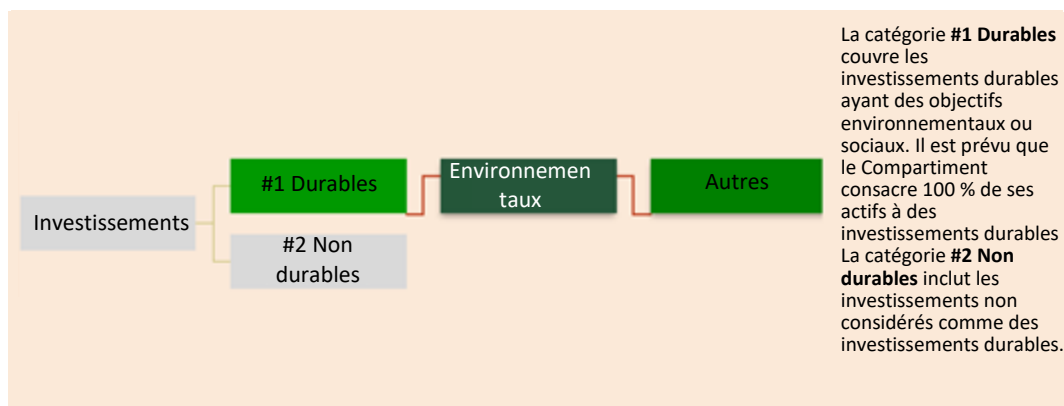 Investissements
#1 Durables
#2 Non
durables
Environnemen
taux
Autres
La catégorie #1 Durables
couvre les
investissements durables
ayant des objectifs
environnementaux ou
sociaux. Il est prévu que
le Compartiment
consacre 100 % de ses
actifs à des
investissements durables
La catégorie #2 Non
durables inclut les
investissements non
considérés comme des
investissements durables.